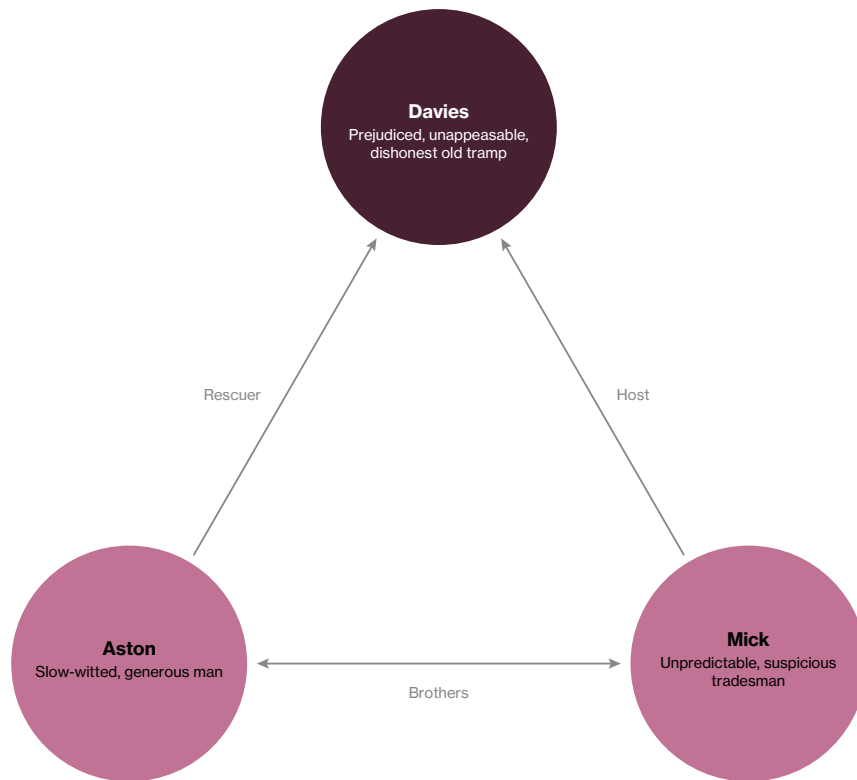 Davies
Prejudiced, unappeasable,
dishonest old tramp
Rescuer
Host
Aston
Slow-witted, generous man
Mick
Unpredictable, suspicious
tradesman
Brothers